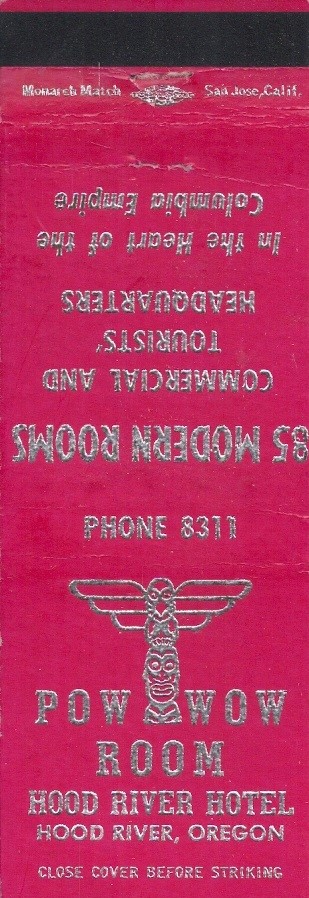 Monarch Match San Jose, Calif.
85 MODERN ROOMS
COMMERCIAL AND
TOURISTS'
HEADQUARTERS
In the Heart of the
Columbia Empire
PHONE 8311
POW WOW
ROOM
HOOD RIVER HOTEL
HOOD RIVER, OREGON
CLOSE COVER BEFORE STRIKING